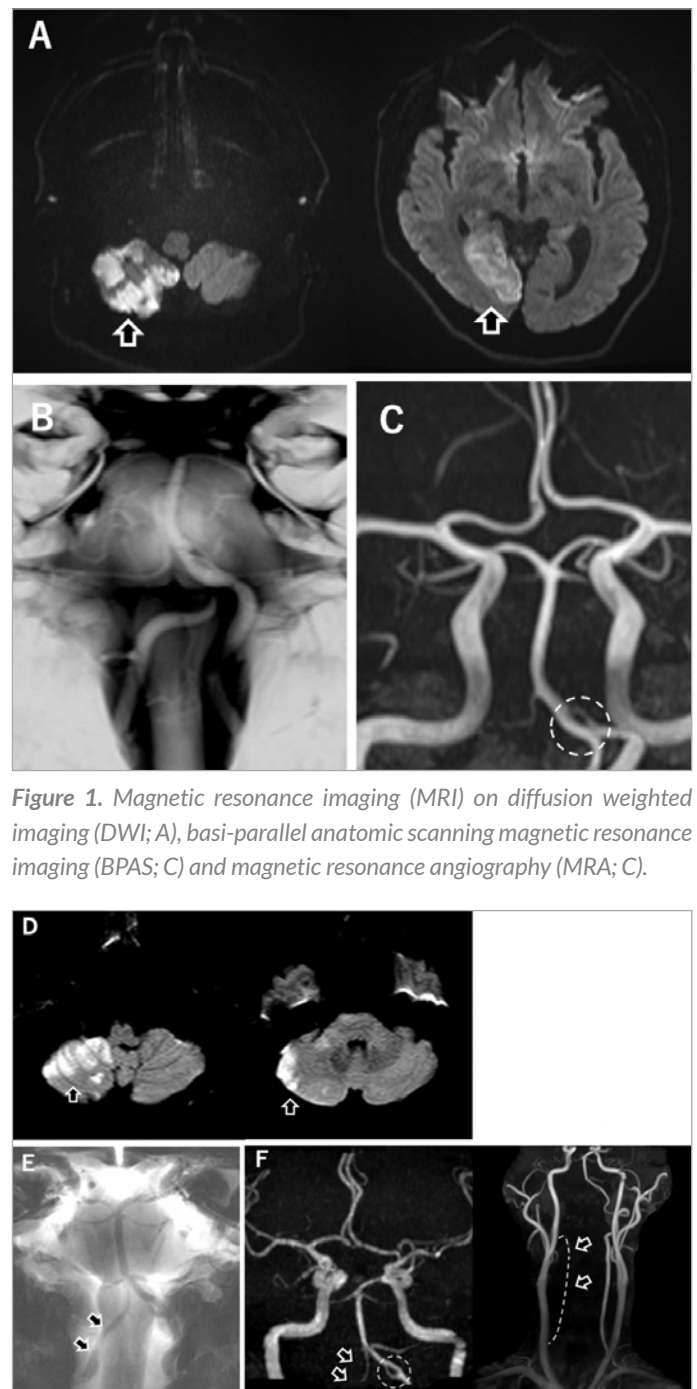 A
B
C
Figure 1. Magnetic resonance imaging (MRI) on diffusion weighted
imaging (DWI; A), basi-parallel anatomic scanning magnetic resonance
imaging (BPAS; C) and magnetic resonance angiography (MRA; C).
D
E
F